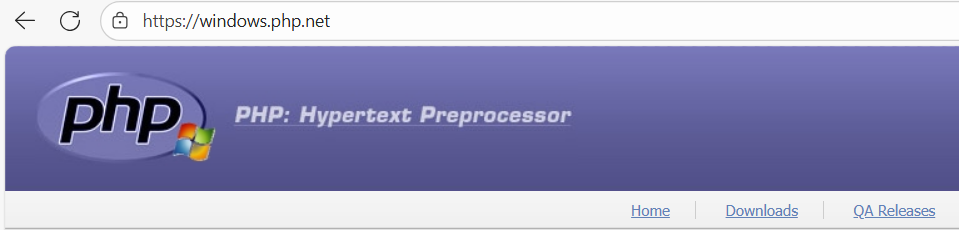 https://windows.php.net
php
PHP: Hypertext Preprocessor
Home
Downloads
QA Releases